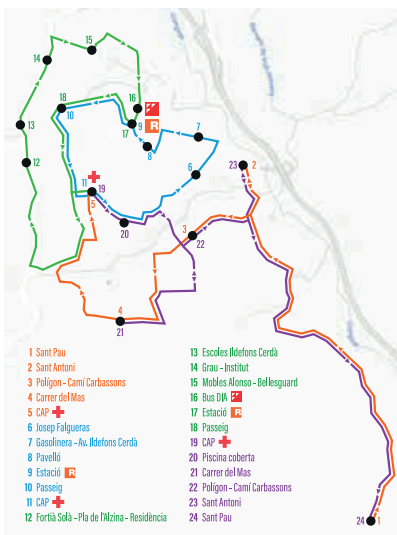 15
14
18
16
10
17
9
R
7
13
8
12
11
19
6
23
2
5
20
3
22
4
21
24
1
1 Sant Pau
2 Sant Antoni
3 Polígon - Camí Carbassons
4 Carrer del Mas
5 CAP
6 Josep Falgueras
7 Gasolinera - Av. Ildefons Cerdà
8 Pavelló
9 Estació R
10 Passeig
11 CAP
12 Fortià Solà - Pla de l'Alzina - Residència
13 Escoles Ildefons Cerdà
14 Grau - Institut
15 Mobles Alonso - Bellesguard
16 Bus DIA
17 Estació R
18 Passeig
19 CAP
20 Piscina coberta
21 Carrer del Mas
22 Polígon - Camí Carbassons
23 Sant Antoni
24 Sant Pau